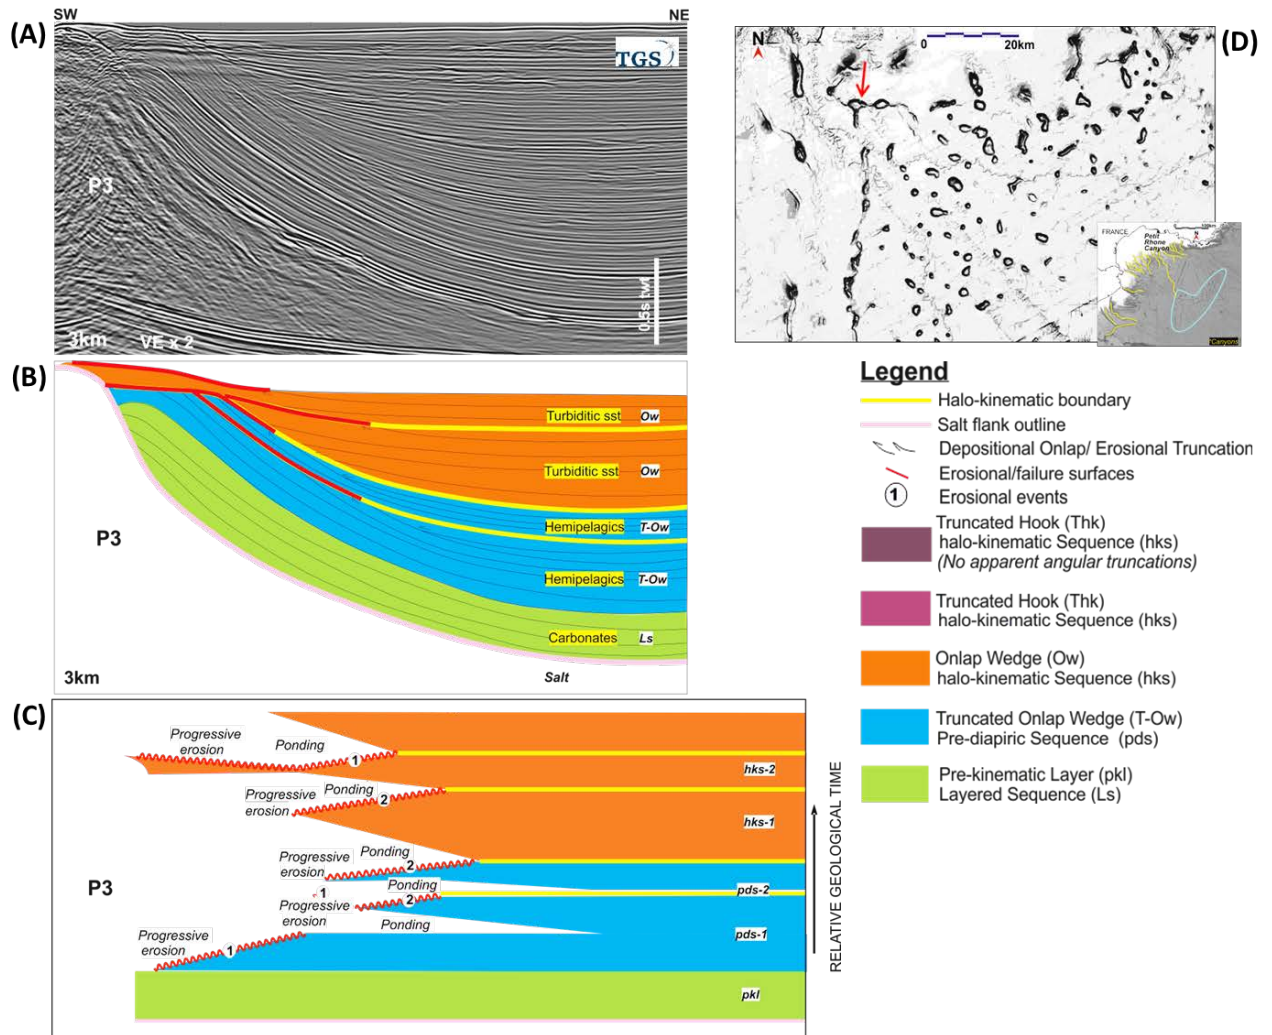 (A)
SW
NE
TGS
P3
0.5s twt
3km
VE x 2
(B)
Turbiditic sst Ow
Turbiditic sst Ow
Hemipelagics T-Ow
Hemipelagics T-Ow
Carbonates Ls
P3
3km
Salt
(C)
Progressive
erosion
Ponding
1
hks-2
Progressive
erosion
Ponding
2
hks-1
Progressive
erosion
Ponding
2
1
Ponding
2
pds-2
Progressive
erosion
Ponding
pds-1
Progressive
erosion
1
pkl
P3
RELATIVE GEOLOGICAL TIME
(D)
N
0 20km
FRANCE
N
Petit
Rhone
Canyon
Canyons
Legend
Halo-kinematic boundary
Salt flank outline
Depositional Onlap/ Erosional Truncation
Erosional/failure surfaces
1 Erosional events
Truncated Hook (Thk)
halo-kinematic Sequence (hks)
(No apparent angular truncations)
Truncated Hook (Thk)
halo-kinematic Sequence (hks)
Onlap Wedge (Ow)
halo-kinematic Sequence (hks)
Truncated Onlap Wedge (T-Ow)
Pre-diapiric Sequence (pds)
Pre-kinematic Layer (pkl)
Layered Sequence (Ls)